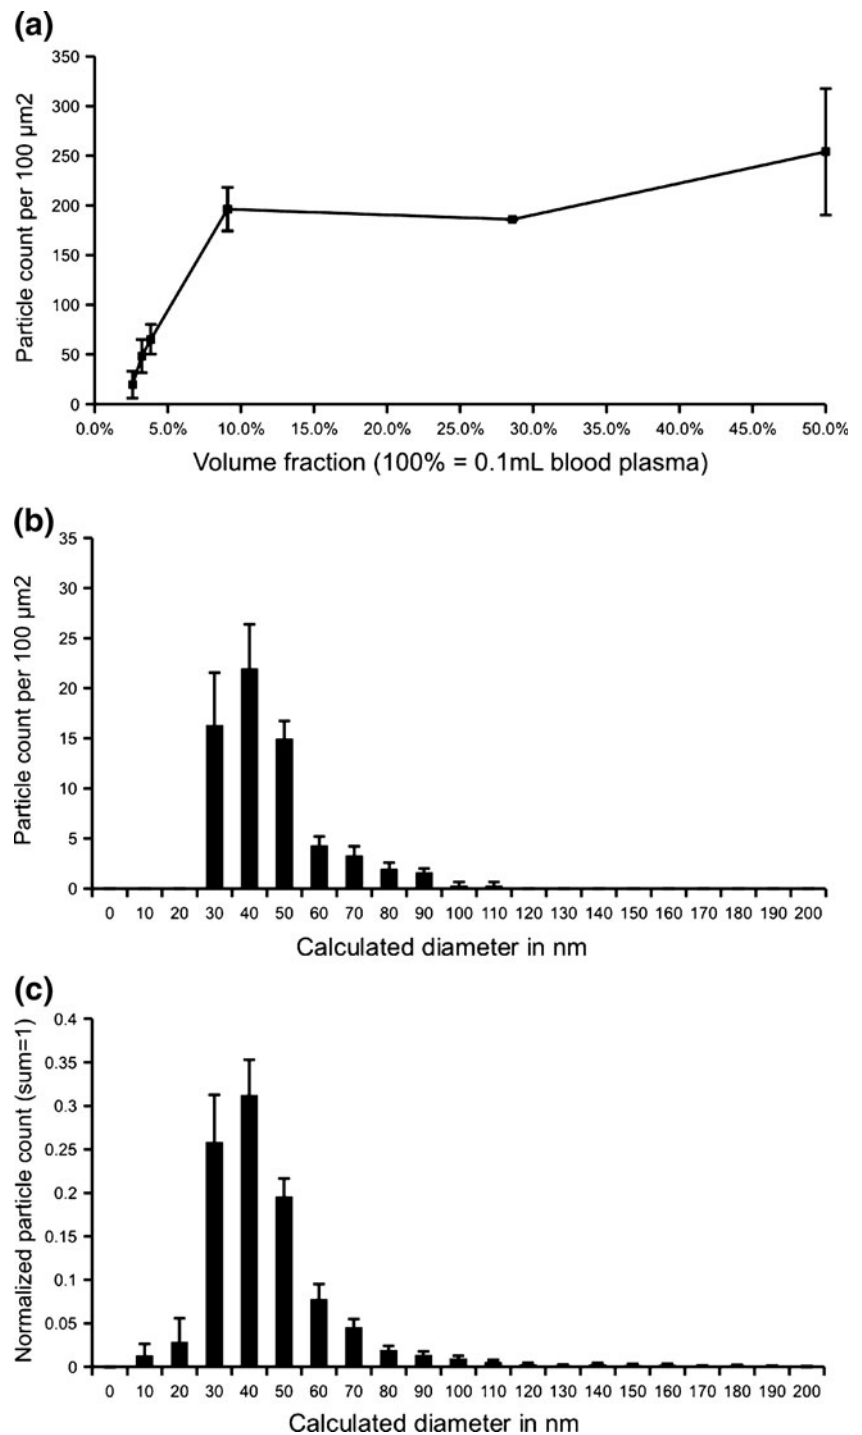 (a)
350
300
250
200
150
100
50
0
Particle count per 100 µm2
0.0% 5.0% 10.0% 15.0% 20.0% 25.0% 30.0% 35.0% 40.0% 45.0% 50.0%
Volume fraction (100% = 0.1mL blood plasma)
(b)
35
30
25
20
15
10
5
0
Particle count per 100 µm2
0 10 20 30 40 50 60 70 80 90 100 110 120 130 140 150 160 170 180 190 200
Calculated diameter in nm
(c)
0.4
0.35
0.3
0.25
0.2
0.15
0.1
0.05
0
Normalized particle count (sum=1)
0 10 20 30 40 50 60 70 80 90 100 110 120 130 140 150 160 170 180 190 200
Calculated diameter in nm